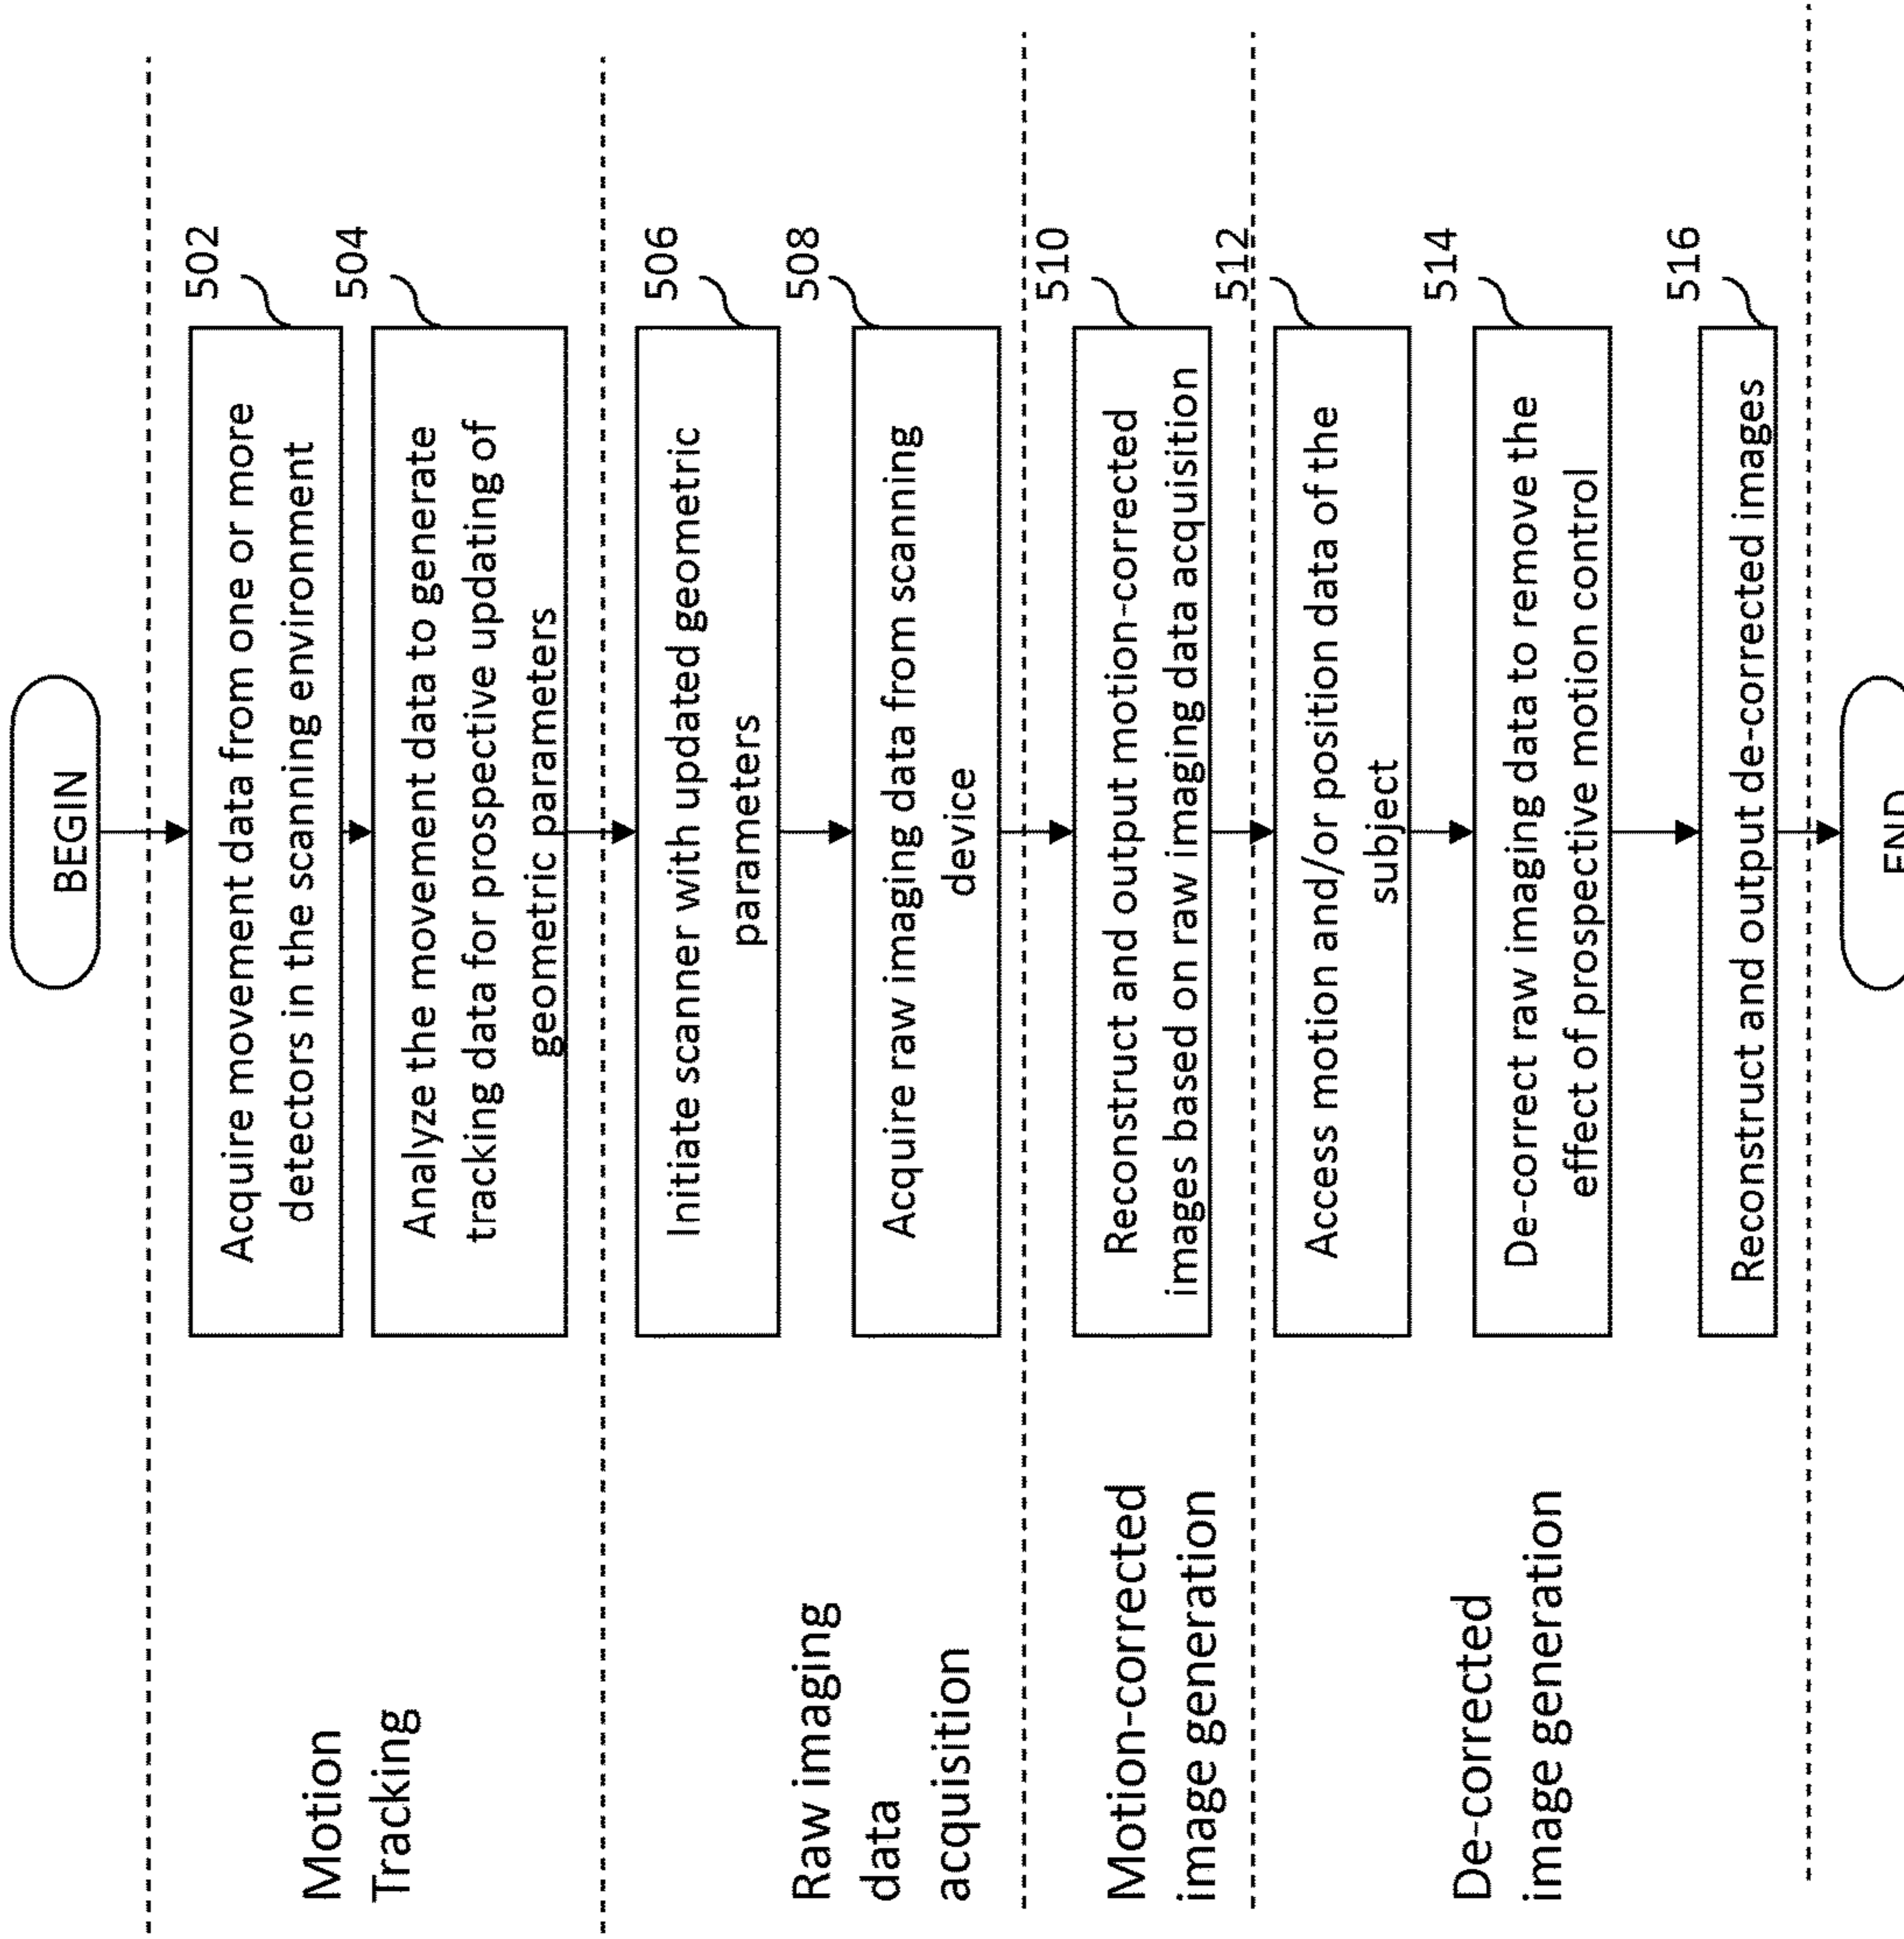 BEGIN
Motion
Tracking
502
Acquire movement data from one or more
detectors in the scanning environment
504
Analyze the movement data to generate
tracking data for prospective updating of
geometric parameters
Raw imaging
data
acquisition
506
Initiate scanner with updated geometric
parameters
508
Acquire raw imaging data from scanning
device
Motion-corrected
image generation
510
Reconstruct and output motion-corrected
images based on raw imaging data acquisition
De-corrected
image generation
512
Access motion and/or position data of the
subject
514
De-correct raw imaging data to remove the
effect of prospective motion control
516
Reconstruct and output de-corrected images
END